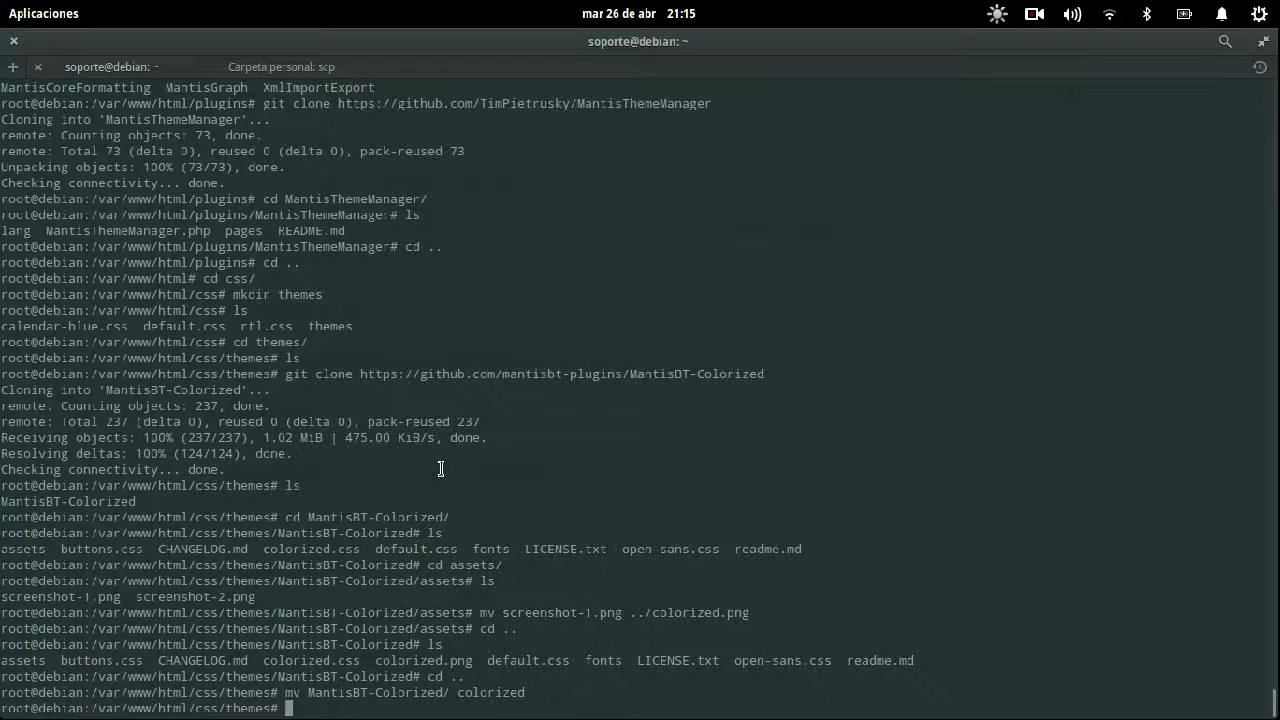 Aplicaciones
mar 26 de abr 21:15
soporte@debian: ~
soporte@debian: ~
Carpeta personal: scp
MantisCoreFormatting MantisGraph XmlImportExport
root@debian:/var/www/html/plugins# git clone https://github.com/TimPietrusky/MantisThemeManager
Cloning into 'MantisThemeManager'...
remote: Counting objects: 73, done.
remote: Total 73 (delta 0), reused 0 (delta 0), pack-reused 73
Unpacking objects: 100% (73/73), done.
Checking connectivity... done.
root@debian:/var/www/html/plugins# cd MantisThemeManager/
root@debian:/var/www/html/plugins/MantisThemeManager# ls
lang MantisThemeManager.php pages README.md
root@debian:/var/www/html/plugins/MantisThemeManager# cd ..
root@debian:/var/www/html/plugins# cd ..
root@debian:/var/www/html# cd css/
root@debian:/var/www/html/css# mkdir themes
root@debian:/var/www/html/css# ls
calendar-blue.css default.css rtl.css themes
root@debian:/var/www/html/css# cd themes/
root@debian:/var/www/html/css/themes# ls
root@debian:/var/www/html/css/themes# git clone https://github.com/mantisbt-plugins/MantisBT-Colorized
Cloning into 'MantisBT-Colorized'...
remote: Counting objects: 237, done.
remote: Total 237 (delta 0), reused 0 (delta 0), pack-reused 237
Receiving objects: 100% (237/237), 1.02 MiB | 475.00 KiB/s, done.
Resolving deltas: 100% (124/124), done.
Checking connectivity... done.
root@debian:/var/www/html/css/themes# ls
MantisBT-Colorized
root@debian:/var/www/html/css/themes# cd MantisBT-Colorized/
root@debian:/var/www/html/css/themes/MantisBT-Colorized# ls
assets buttons.css CHANGELOG.md colorized.css default.css fonts LICENSE.txt open-sans.css readme.md
root@debian:/var/www/html/css/themes/MantisBT-Colorized# cd assets/
root@debian:/var/www/html/css/themes/MantisBT-Colorized/assets# ls
screenshot-1.png screenshot-2.png
root@debian:/var/www/html/css/themes/MantisBT-Colorized/assets# mv screenshot-1.png ../colorized.png
root@debian:/var/www/html/css/themes/MantisBT-Colorized/assets# cd ..
root@debian:/var/www/html/css/themes/MantisBT-Colorized# ls
assets buttons.css CHANGELOG.md colorized.css colorized.png default.css fonts LICENSE.txt open-sans.css readme.md
root@debian:/var/www/html/css/themes/MantisBT-Colorized# cd ..
root@debian:/var/www/html/css/themes# mv MantisBT-Colorized/ colorized
root@debian:/var/www/html/css/themes#